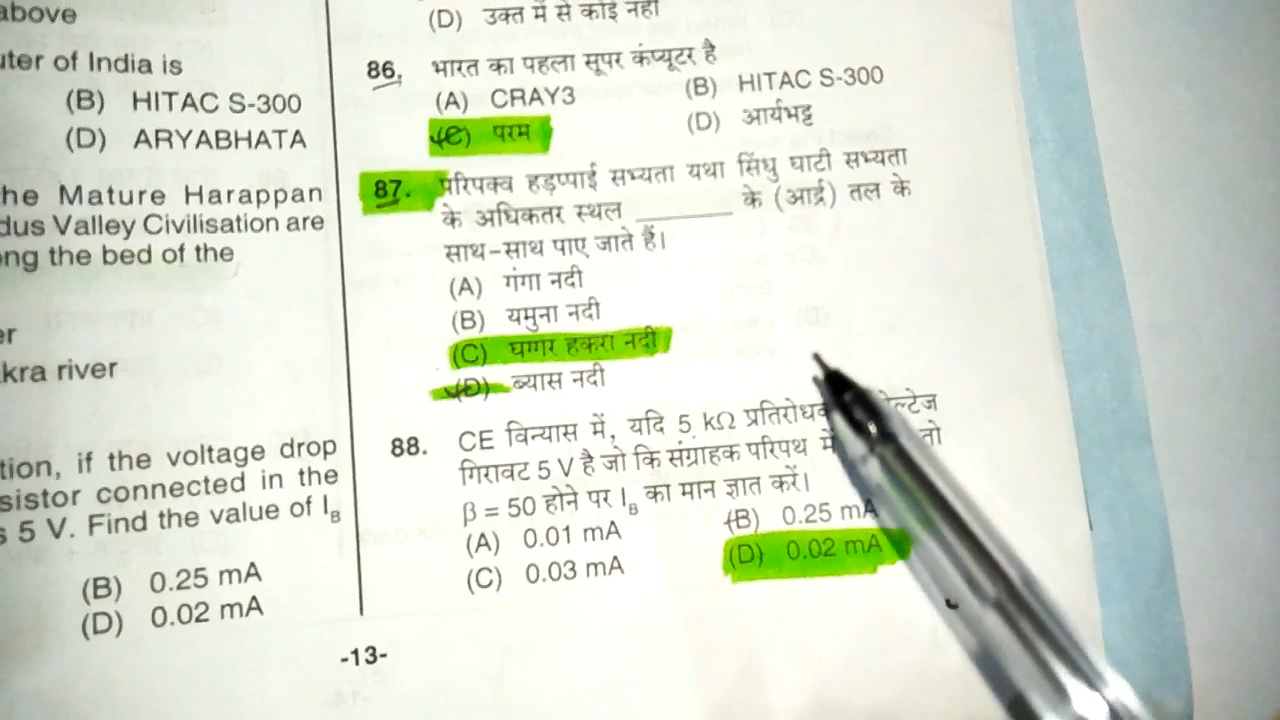 above
uter of India is
(B) HITAC S-300
(D) ARYABHATA
he Mature Harappan
dus Valley Civilisation are
ong the bed of the
er
kra river
tion, if the voltage drop
sistor connected in the
s 5 V. Find the value of I_B
(B) 0.25 mA
(D) 0.02 mA
(D) उक्त में से कोई नहीं
86. भारत का पहला सूपर कंप्यूटर है
(A) CRAY3 (B) HITAC S-300
(C) परम (D) आर्यभट्ट
87. परिपक्व हड़प्पाई सभ्यता यथा सिंधु घाटी सभ्यता
के अधिकतर स्थल ________ के (आर्द्र) तल के
साथ-साथ पाए जाते हैं।
(A) गंगा नदी
(B) यमुना नदी
(C) घग्गर हकरा नदी
(D) ब्यास नदी
88. CE विन्यास में, यदि 5 kΩ
गिरावट 5 V है जो कि संग्राहक परिपथ में तो
β = 50 होने पर I_B का मान ज्ञात करें।
(A) 0.01 mA (B) 0.25 mA
(C) 0.03 mA (D) 0.02 mA
-13-